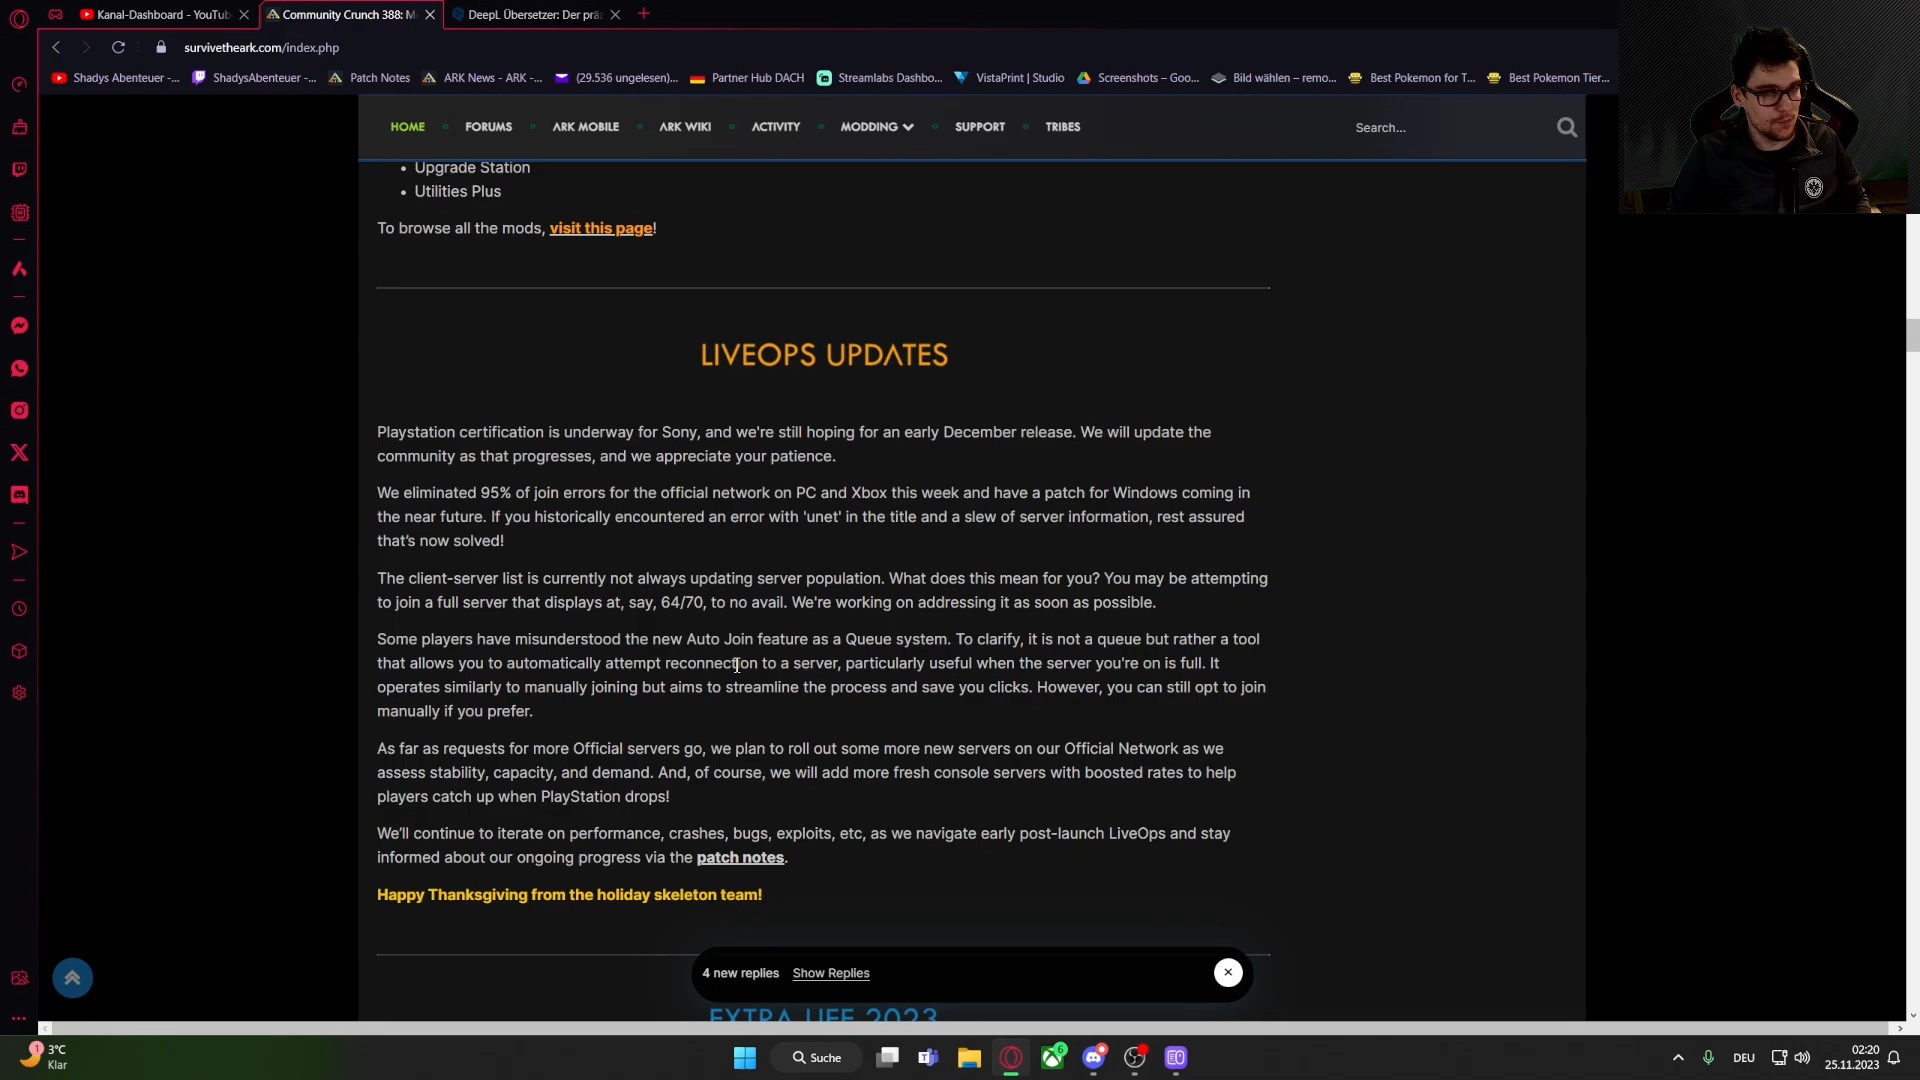 Kanal-Dashboard - YouTub
Community Crunch 388: M
DeepL Übersetzer: Der prä
survivetheark.com/index.php
Shadys Abenteuer -...
ShadysAbenteuer -...
Patch Notes
ARK News - ARK -...
(29.536 ungelesen)...
Partner Hub DACH
Streamlabs Dashbo...
VistaPrint | Studio
Screenshots – Goo...
Bild wählen – remo...
Best Pokemon for T...
Best Pokemon Tier...
HOME
FORUMS
ARK MOBILE
ARK WIKI
ACTIVITY
MODDING
SUPPORT
TRIBES
Search...
• Upgrade Station
• Utilities Plus
To browse all the mods, visit this page!
LIVEOPS UPDATES
Playstation certification is underway for Sony, and we're still hoping for an early December release. We will update the
community as that progresses, and we appreciate your patience.
We eliminated 95% of join errors for the official network on PC and Xbox this week and have a patch for Windows coming in
the near future. If you historically encountered an error with 'unet' in the title and a slew of server information, rest assured
that's now solved!
The client-server list is currently not always updating server population. What does this mean for you? You may be attempting
to join a full server that displays at, say, 64/70, to no avail. We're working on addressing it as soon as possible.
Some players have misunderstood the new Auto Join feature as a Queue system. To clarify, it is not a queue but rather a tool
that allows you to automatically attempt reconnection to a server, particularly useful when the server you're on is full. It
operates similarly to manually joining but aims to streamline the process and save you clicks. However, you can still opt to join
manually if you prefer.
As far as requests for more Official servers go, we plan to roll out some more new servers on our Official Network as we
assess stability, capacity, and demand. And, of course, we will add more fresh console servers with boosted rates to help
players catch up when PlayStation drops!
We'll continue to iterate on performance, crashes, bugs, exploits, etc, as we navigate early post-launch LiveOps and stay
informed about our ongoing progress via the patch notes.
Happy Thanksgiving from the holiday skeleton team!
4 new replies
Show Replies
EXTRA LIFE 2023
1
3°C
Klar
Suche
6
DEU
02:20
25.11.2023